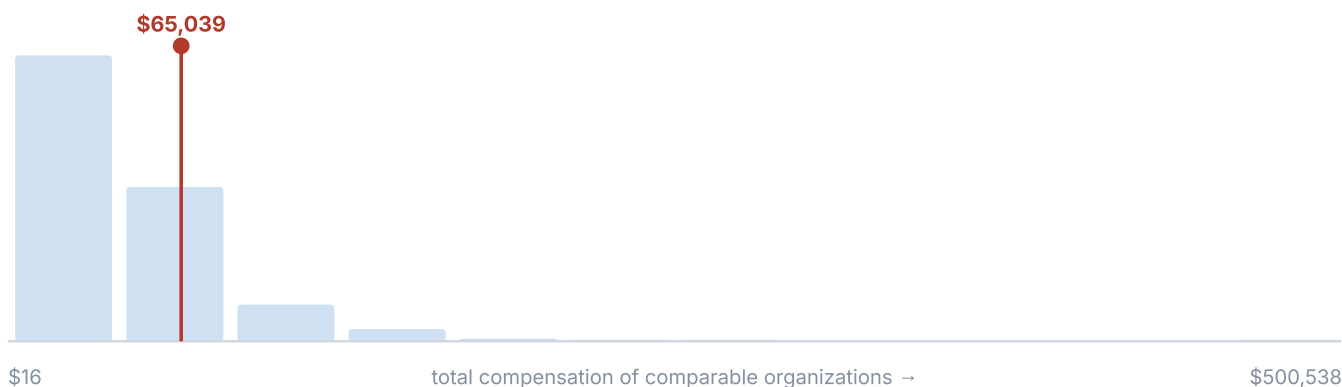 $65,039
$16 total compensation of comparable organizations → $500,538